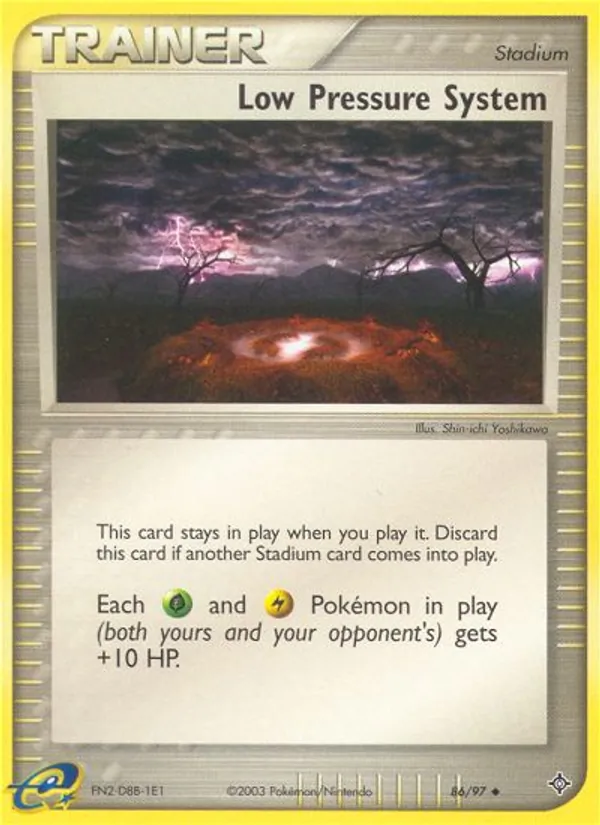 TRAINER
Stadium
Low Pressure System
Illus. Shin-ichi Yoshikawa
This card stays in play when you play it. Discard
this card if another Stadium card comes into play.
Each and Pokémon in play
(both yours and your opponent's) gets
+10 HP.
e FN2-D8B-1E1 ©2003 Pokémon/Nintendo 86/97